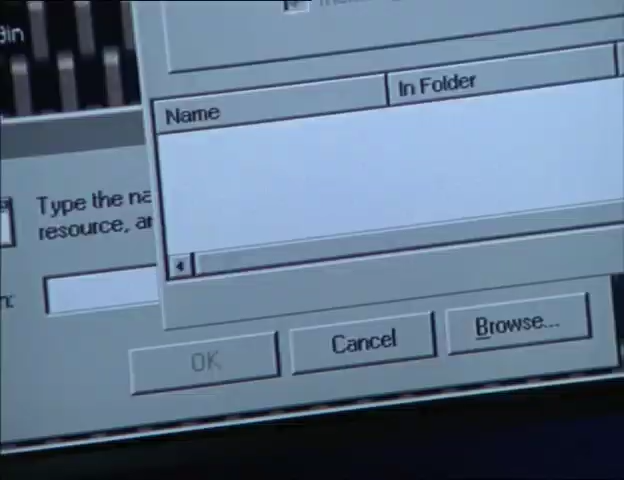 Bin
Name
In Folder
Type the na
resource, an
n:
OK
Cancel
Browse...